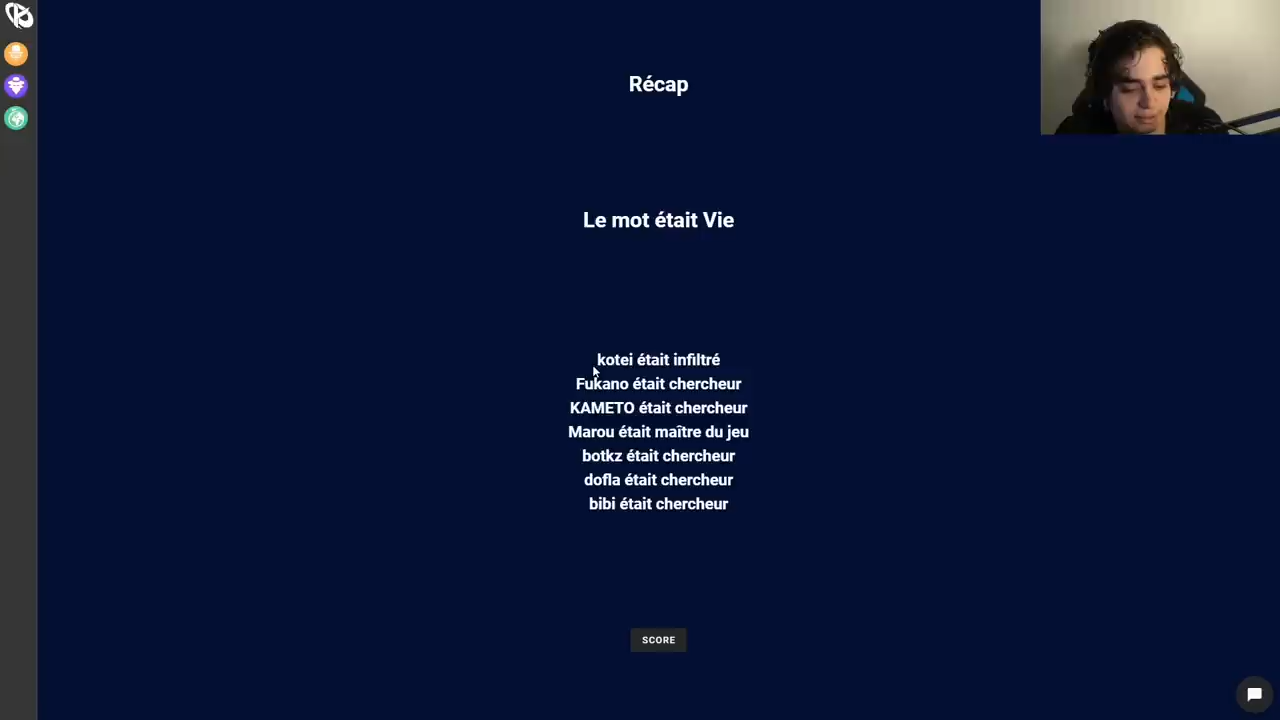 Récap
Le mot était Vie
kotei était infiltré
Fukano était chercheur
KAMETO était chercheur
Marou était maître du jeu
botkz était chercheur
dofla était chercheur
bibi était chercheur
SCORE